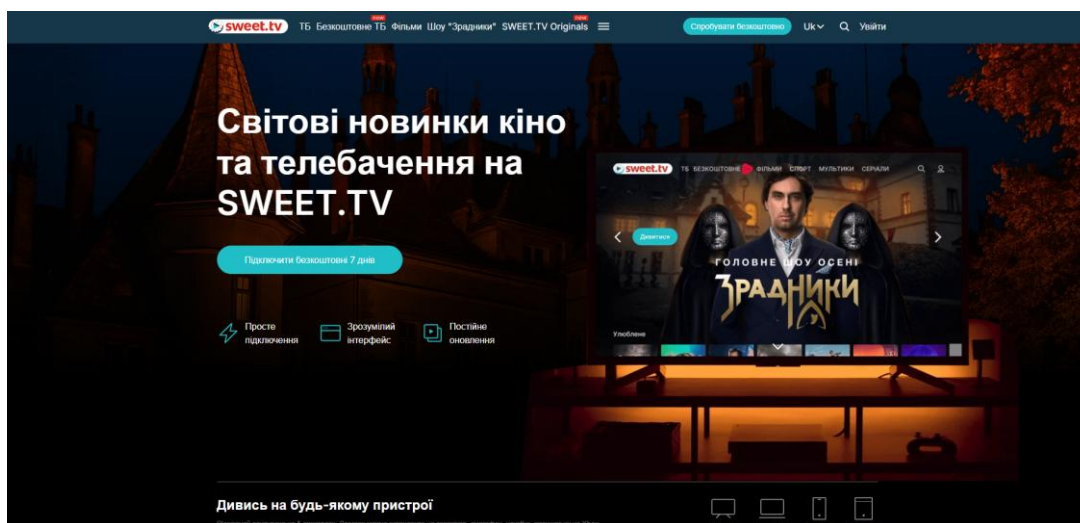 sweet.tv ТБ Безкоштовне ТБ new Фільми Шоу "Зрадники" SWEET.TV Originals new Спробувати безкоштовно Uk Увійти
Світові новинки кіно
та телебачення на
SWEET.TV
Підключити безкоштовні 7 днів
Просте
підключення
Зрозумілий
інтерфейс
Постійне
оновлення
sweet.tv ТБ БЕЗКОШТОВНЕ ФІЛЬМИ СПОРТ МУЛЬТИКИ СЕРІАЛИ
Дивитися
ГОЛОВНЕ ШОУ ОСЕНІ
ЗРАДНИКИ
Улюблене
Дивись на будь-якому пристрої